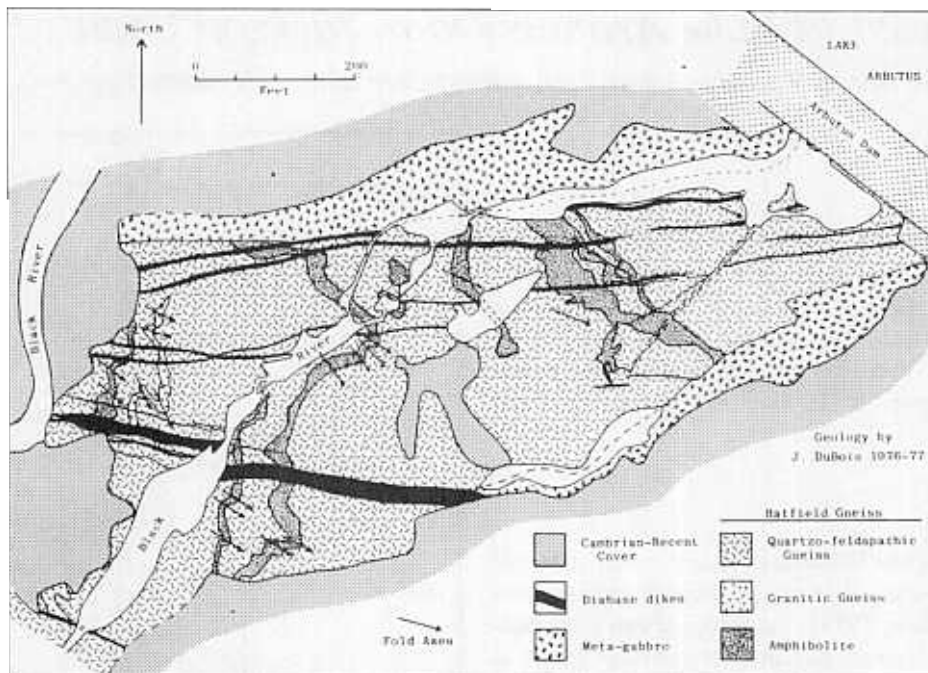 North
0 200
Feet
LAKE
ARBUTUS
Arbutus Dam
Black River
River
Black
Geology by
J. DuBois 1976-77
Hatfield Gneiss
Cambrian-Recent
Cover
Quartzo-feldspathic
Gneiss
Diabase dikes
Granitic Gneiss
Meta-gabbro
Amphibolite
Fold Axes